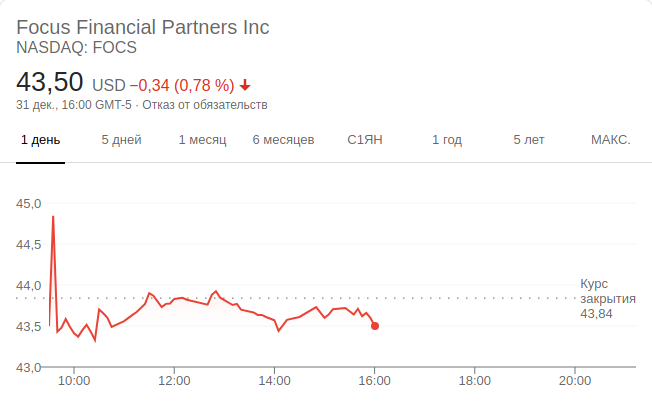 Focus Financial Partners Inc
NASDAQ: FOCS
43,50 USD −0,34 (0,78 %)
31 дек., 16:00 GMT-5 · Отказ от обязательств
1 день 5 дней 1 месяц 6 месяцев С1ЯН 1 год 5 лет МАКС.
45,0
44,5
44,0
43,5
43,0
Курс
закрытия
43,84
10:00 12:00 14:00 16:00 18:00 20:00